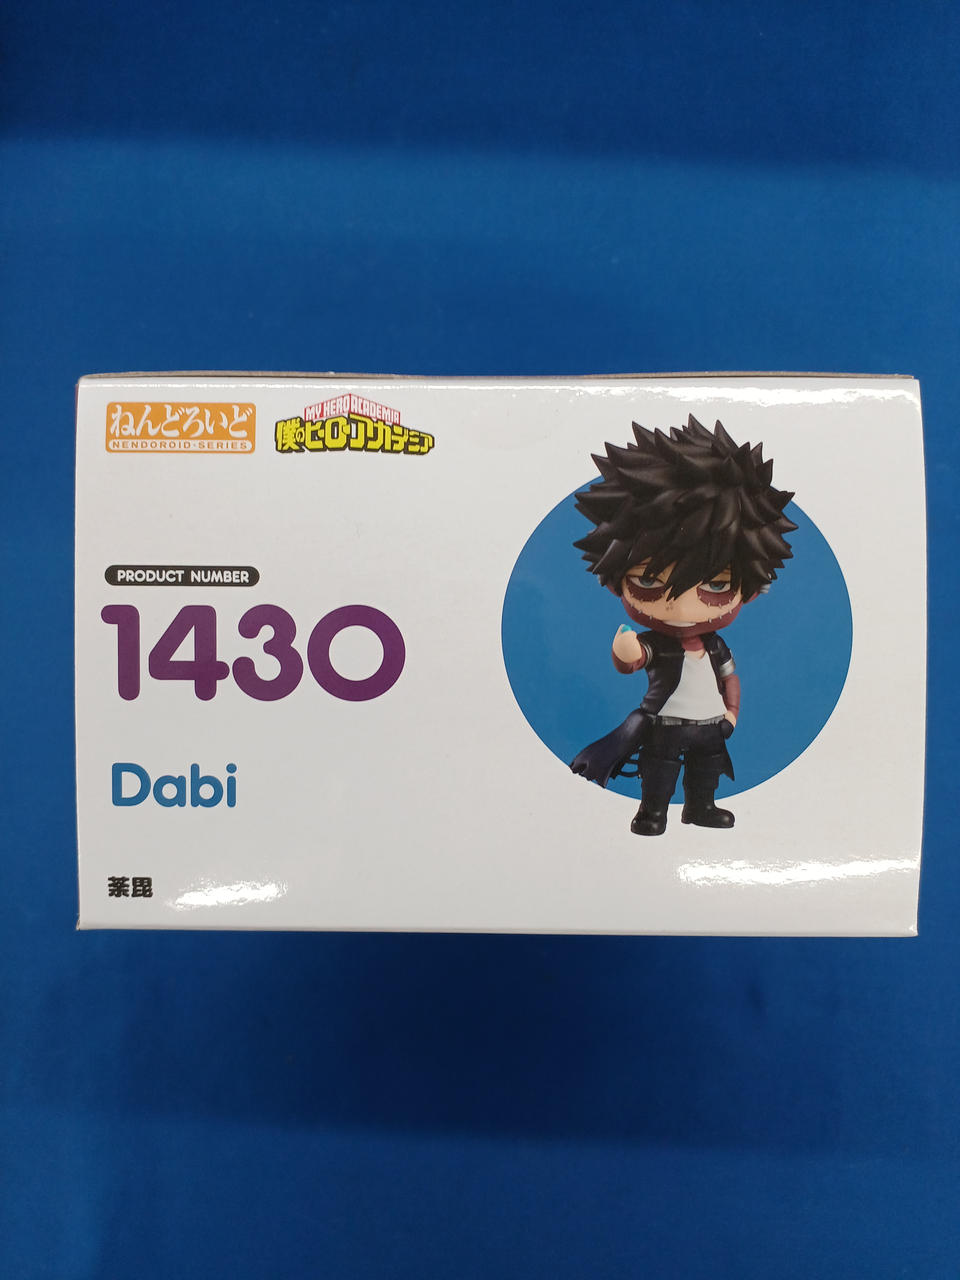 ねんどろいど
NENDOROID·SERIES
MY HERO ACADEMIA
僕のヒーローアカデミア
PRODUCT NUMBER
1430
Dabi
荼毘